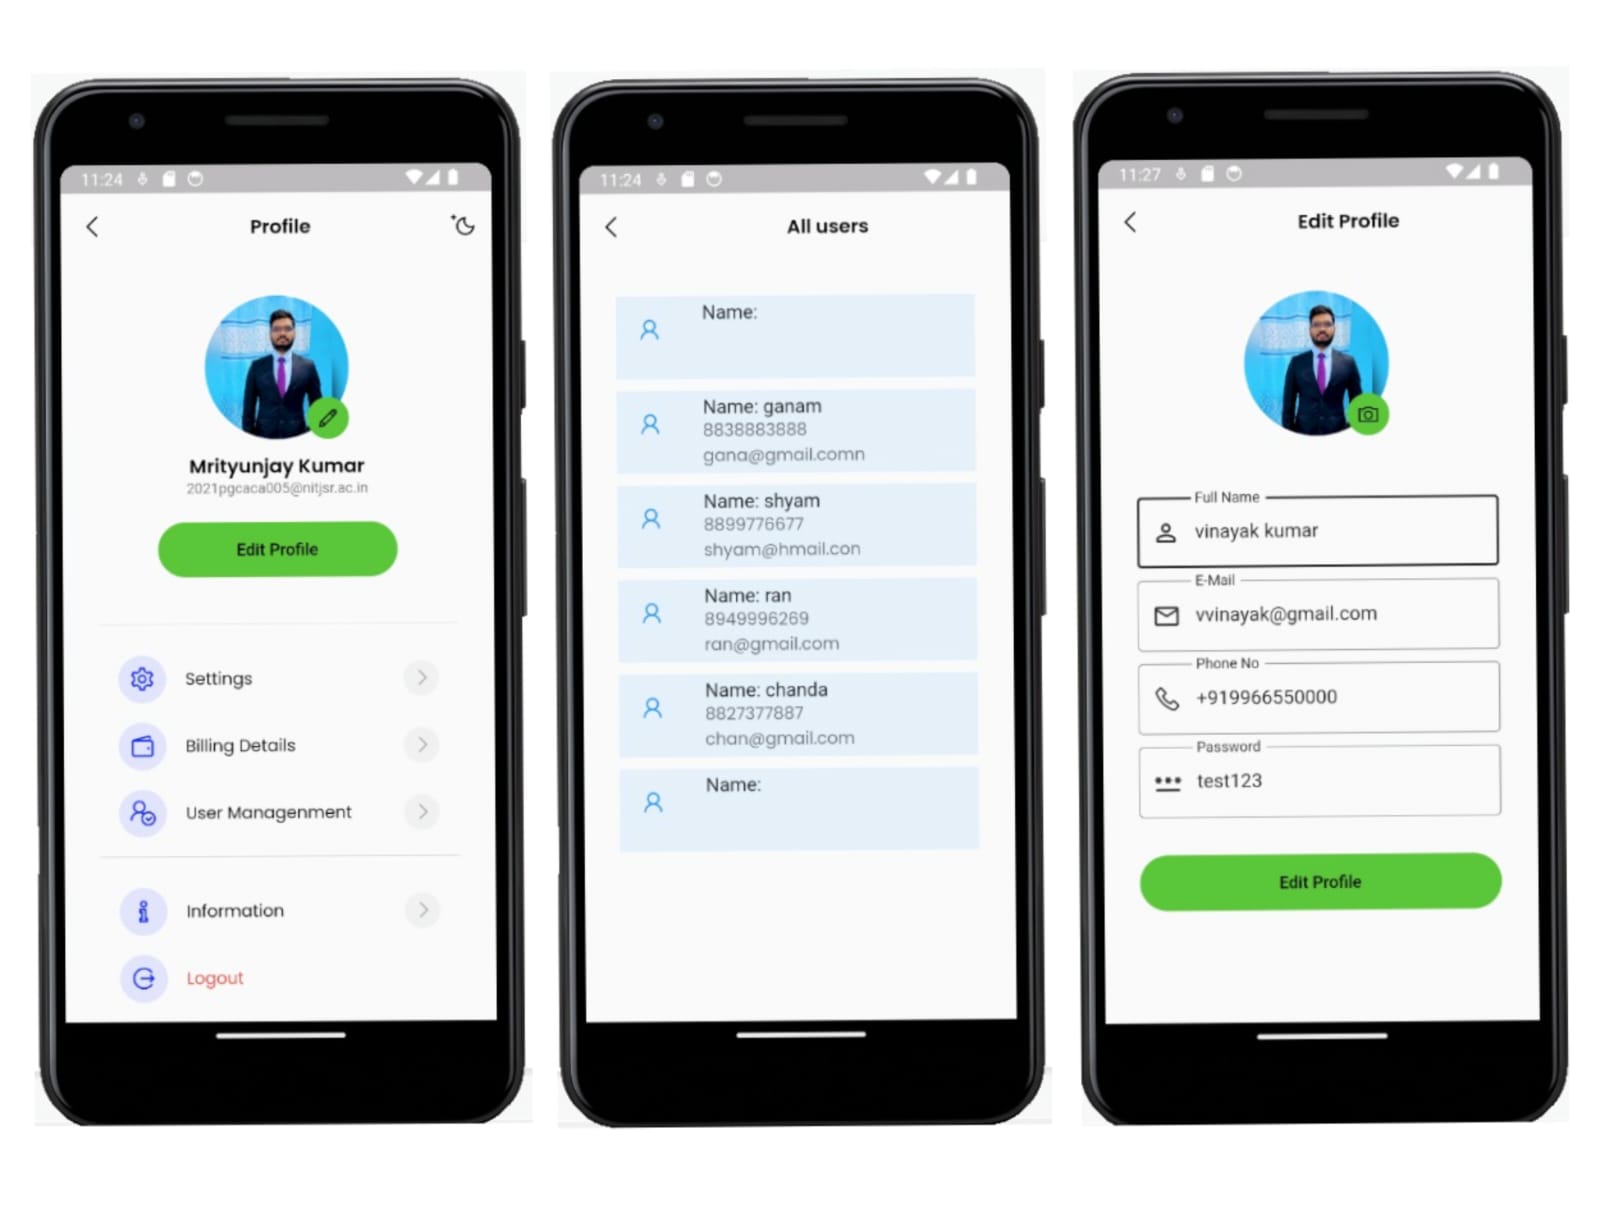 11:24
Profile
Mrityunjay Kumar
2021pgcaca005@nitjsr.ac.in
Edit Profile
Settings
Billing Details
User Managenment
Information
Logout
11:24
All users
Name:
Name: ganam
8838883888
gana@gmail.comn
Name: shyam
8899776677
shyam@hmail.con
Name: ran
8949996269
ran@gmail.com
Name: chanda
8827377887
chan@gmail.com
Name:
11:27
Edit Profile
Full Name
vinayak kumar
E-Mail
vvinayak@gmail.com
Phone No
+919966550000
Password
test123
Edit Profile